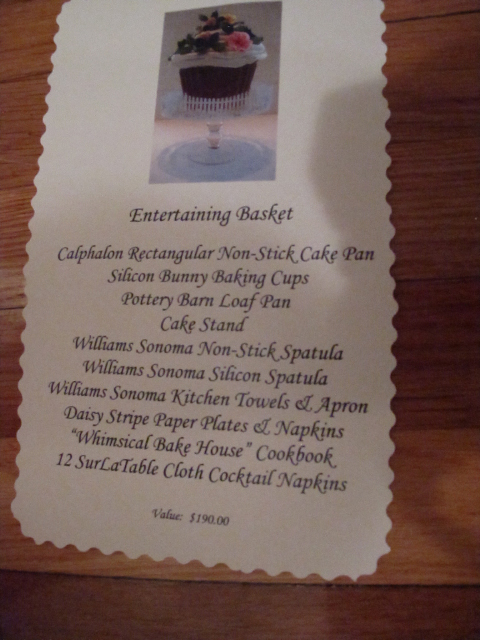 Entertaining Basket
Calphalon Rectangular Non-Stick Cake Pan
Silicon Bunny Baking Cups
Pottery Barn Loaf Pan
Cake Stand
Williams Sonoma Non-Stick Spatula
Williams Sonoma Silicon Spatula
Williams Sonoma Kitchen Towels & Apron
Daisy Stripe Paper Plates & Napkins
"Whimsical Bake House" Cookbook
12 SurLaTable Cloth Cocktail Napkins
Value: $190.00